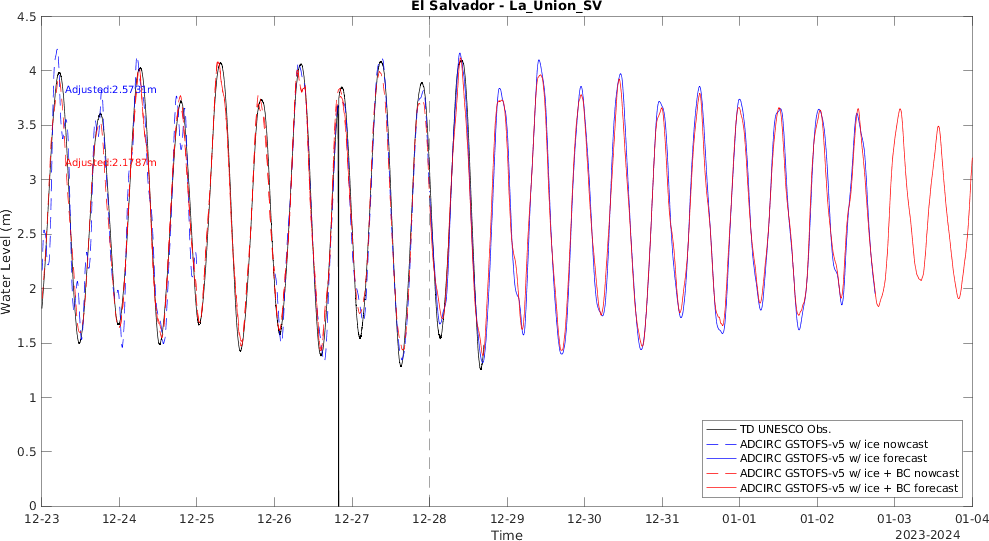 El Salvador - La_Union_SV
4.5
4
3.5
3
2.5
2
1.5
1
0.5
0
Water Level (m)
Adjusted:2.5731m
Adjusted:2.1787m
TD UNESCO Obs.
ADCIRC GSTOFS-v5 w/ ice nowcast
ADCIRC GSTOFS-v5 w/ ice forecast
ADCIRC GSTOFS-v5 w/ ice + BC nowcast
ADCIRC GSTOFS-v5 w/ ice + BC forecast
12-23 12-24 12-25 12-26 12-27 12-28 12-29 12-30 12-31 01-01 01-02 01-03 01-04
Time
2023-2024